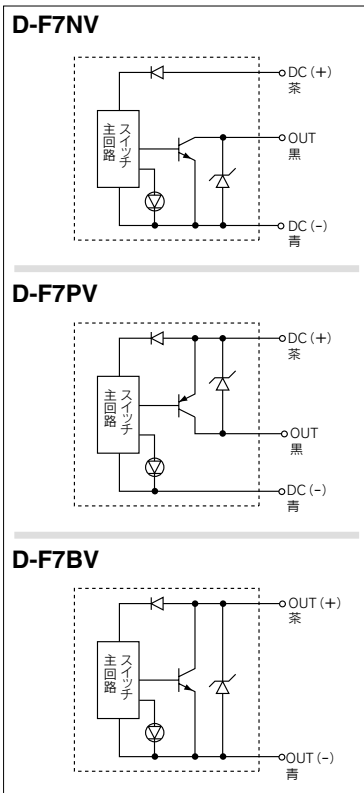 D-F7NV
DC (+)
茶
スイッチ
主回路
OUT
黒
DC (-)
青
D-F7PV
DC (+)
茶
スイッチ
主回路
OUT
黒
DC (-)
青
D-F7BV
OUT (+)
茶
スイッチ
主回路
OUT (-)
青